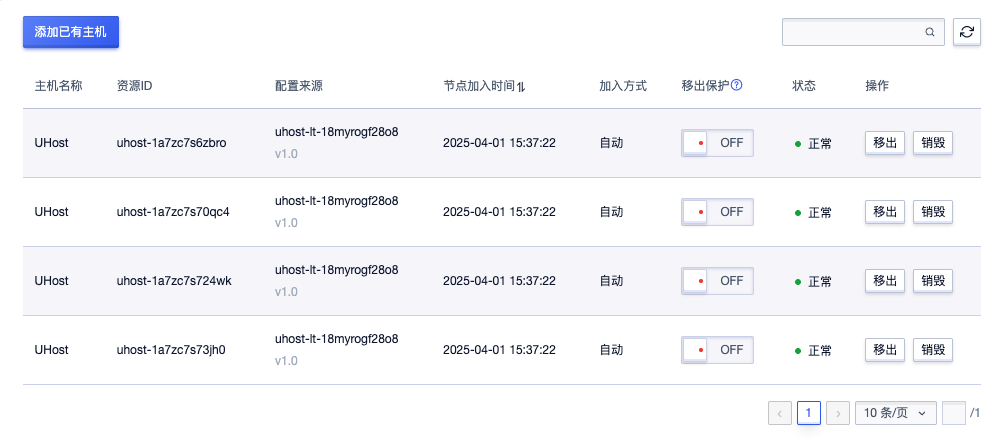 添加已有主机
主机名称 资源ID 配置来源 节点加入时间 加入方式 移出保护 状态 操作
UHost uhost-1a7zc7s6zbro uhost-lt-18myrogf28o8 2025-04-01 15:37:22 自动 OFF 正常 移出 销毁
v1.0
UHost uhost-1a7zc7s70qc4 uhost-lt-18myrogf28o8 2025-04-01 15:37:22 自动 OFF 正常 移出 销毁
v1.0
UHost uhost-1a7zc7s724wk uhost-lt-18myrogf28o8 2025-04-01 15:37:22 自动 OFF 正常 移出 销毁
v1.0
UHost uhost-1a7zc7s73jh0 uhost-lt-18myrogf28o8 2025-04-01 15:37:22 自动 OFF 正常 移出 销毁
v1.0
1 10 条/页 /1